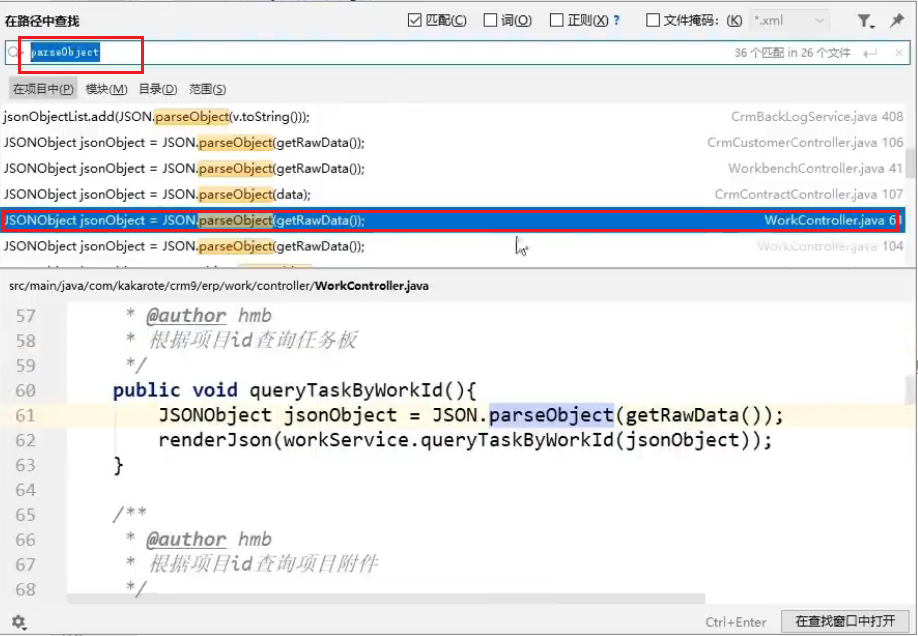 在路径中查找 匹配(C) 词(O) 正则(X) ? 文件掩码: (K) *.xml
parseObject 36 个匹配 in 26 个文件
在项目中(P) 模块(M) 目录(D) 范围(S)
jsonObjectList.add(JSON.parseObject(v.toString())); CrmBackLogService.java 408
JSONObject jsonObject = JSON.parseObject(getRawData()); CrmCustomerController.java 106
JSONObject jsonObject = JSON.parseObject(getRawData()); WorkbenchController.java 41
JSONObject jsonObject = JSON.parseObject(data); CrmContractController.java 107
JSONObject jsonObject = JSON.parseObject(getRawData()); WorkController.java 61
JSONObject jsonObject = JSON.parseObject(getRawData()); WorkController.java 104
src/main/java/com/kakarote/crm9/erp/work/controller/WorkController.java
57 * @author hmb
58 * 根据项目id查询任务板
59 */
60 public void queryTaskByWorkId(){
61 JSONObject jsonObject = JSON.parseObject(getRawData());
62 renderJson(workService.queryTaskByWorkId(jsonObject));
63 }
64
65 /**
66 * @author hmb
67 * 根据项目id查询项目附件
68 */
Ctrl+Enter 在查找窗口中打开